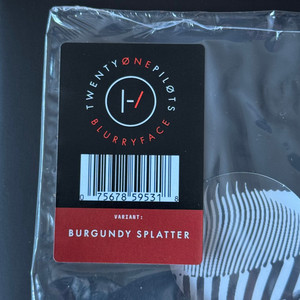 TWENTY ØNE PILØTS
BLURRYFACE
0 75678 59531 8
VARIANT:
BURGUNDY SPLATTER